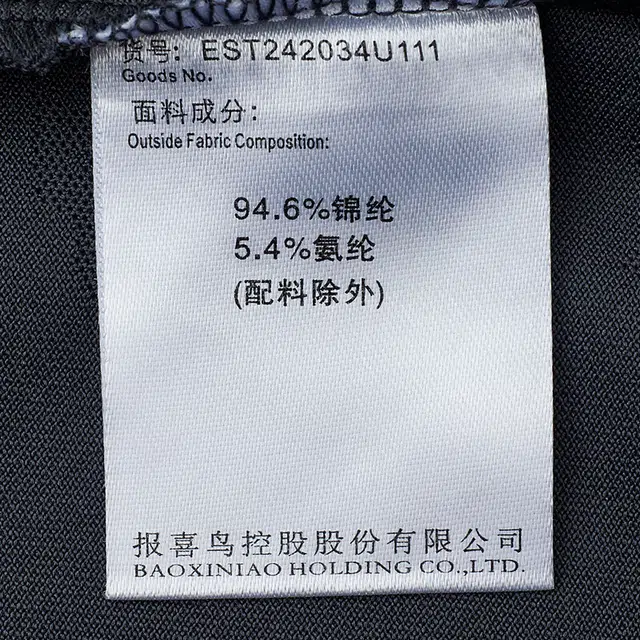 货号: EST242034U111
Goods No.
面料成分:
Outside Fabric Composition:
94.6%锦纶
5.4%氨纶
(配料除外)
报喜鸟控股股份有限公司
BAOXINIAO HOLDING CO.,LTD.